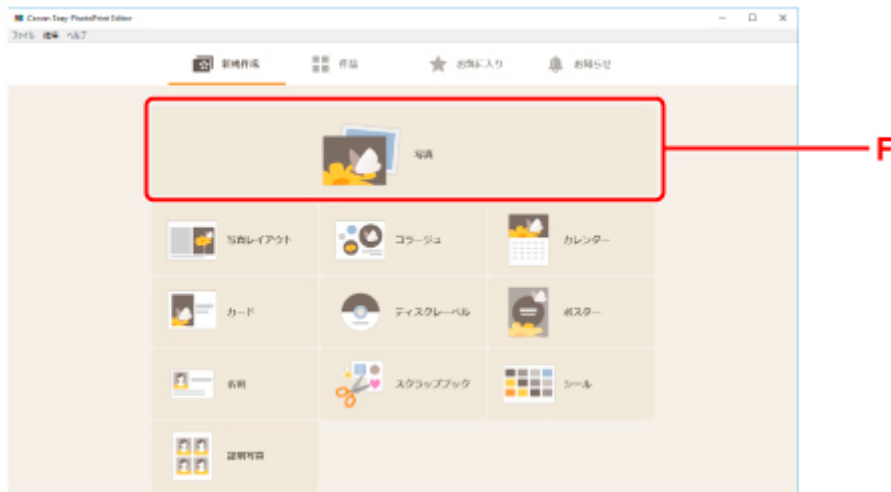 Canon Easy-PhotoPrint Editor
ファイル 編集 ヘルプ
新規作成 作品 お気に入り お知らせ
写真
F
写真レイアウト コラージュ カレンダー
カード ディスクレーベル ポスター
名刺 スクラップブック シール
証明写真